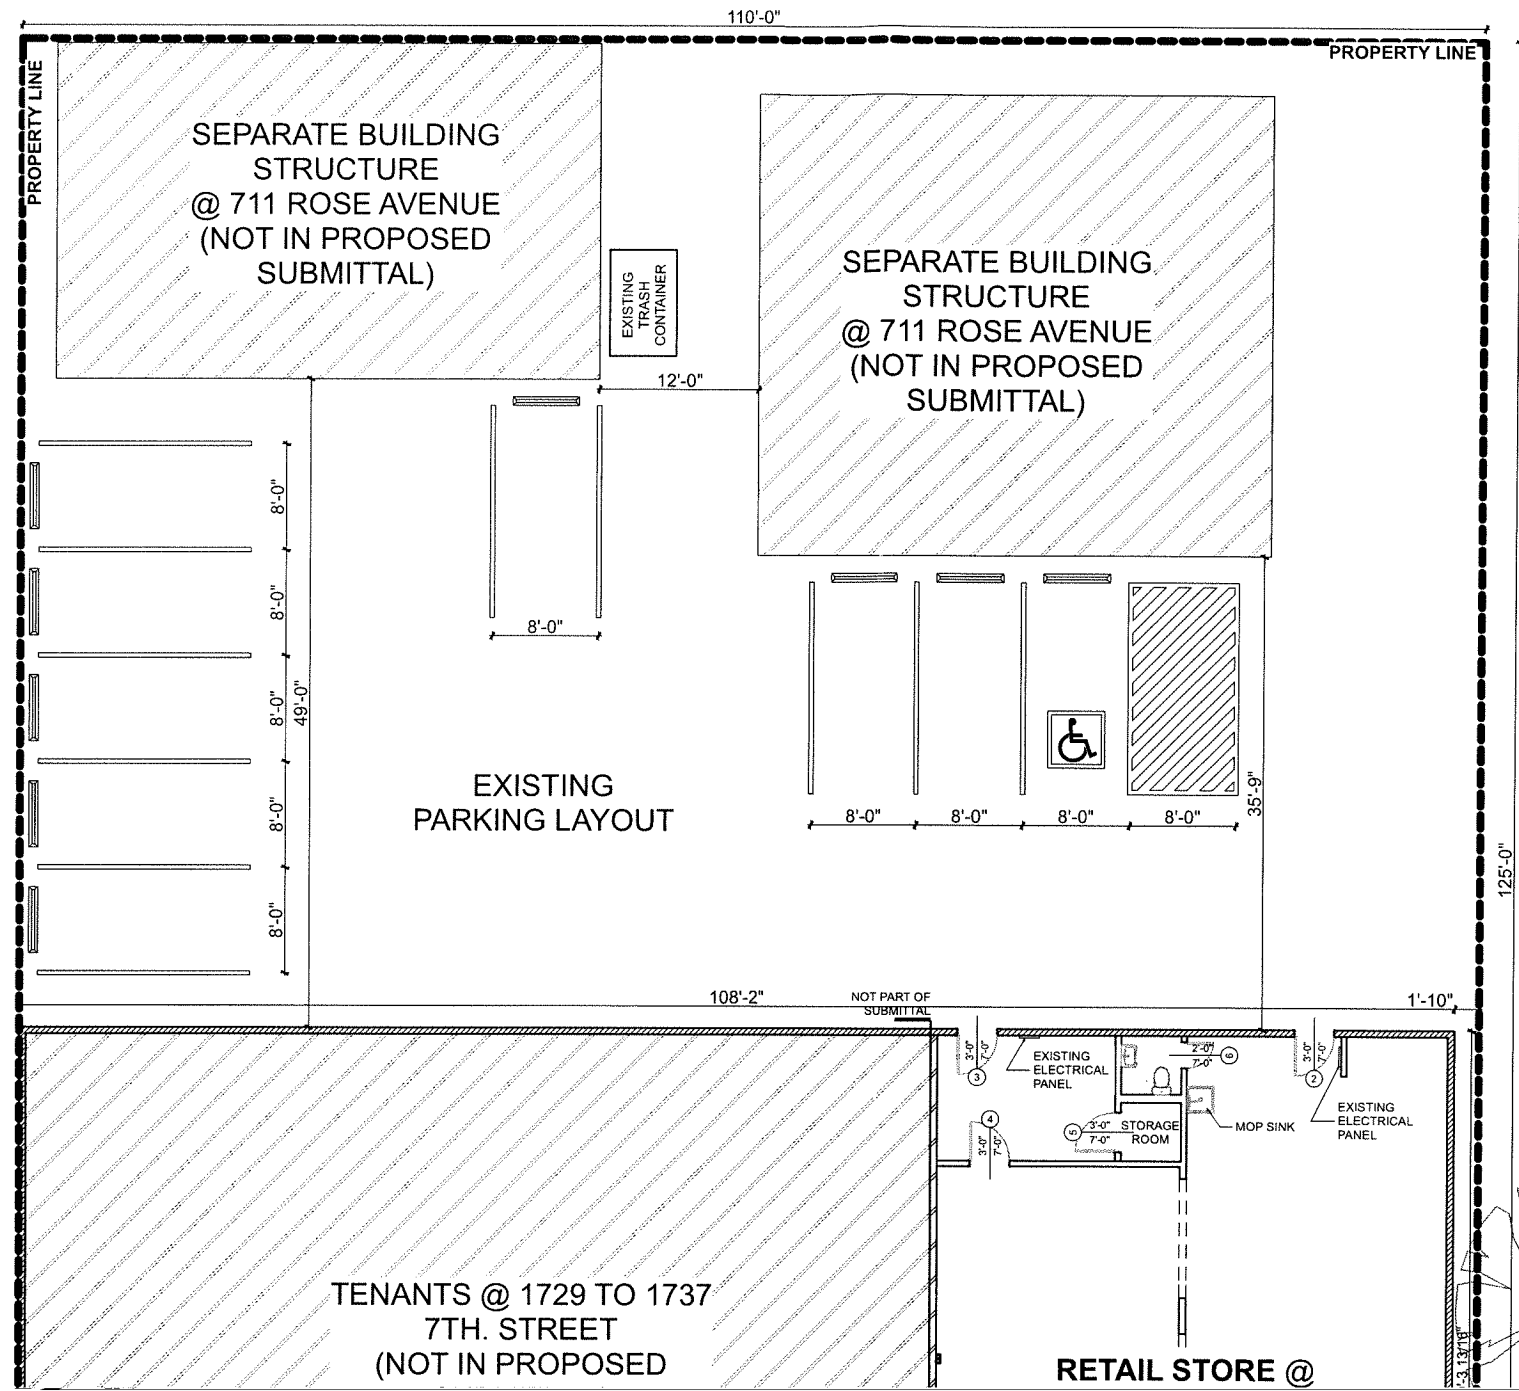 110'-0"
PROPERTY LINE
PROPERTY LINE
SEPARATE BUILDING
STRUCTURE
@ 711 ROSE AVENUE
(NOT IN PROPOSED
SUBMITTAL)
EXISTING
TRASH
CONTAINER
SEPARATE BUILDING
STRUCTURE
@ 711 ROSE AVENUE
(NOT IN PROPOSED
SUBMITTAL)
12'-0"
8'-0"
8'-0"
8'-0"
8'-0"
8'-0"
49'-0"
8'-0"
EXISTING
PARKING LAYOUT
8'-0"
8'-0"
8'-0"
8'-0"
35'-9"
125'-0"
108'-2"
NOT PART OF
SUBMITTAL
1'-10"
3'-0"
7'-0"
3
EXISTING
ELECTRICAL
PANEL
2'-0"
7'-0"
6
3'-0"
7'-0"
2
EXISTING
ELECTRICAL
PANEL
4
3'-0"
7'-0"
5
3'-0"
7'-0"
STORAGE
ROOM
MOP SINK
TENANTS @ 1729 TO 1737
7TH. STREET
(NOT IN PROPOSED
RETAIL STORE @